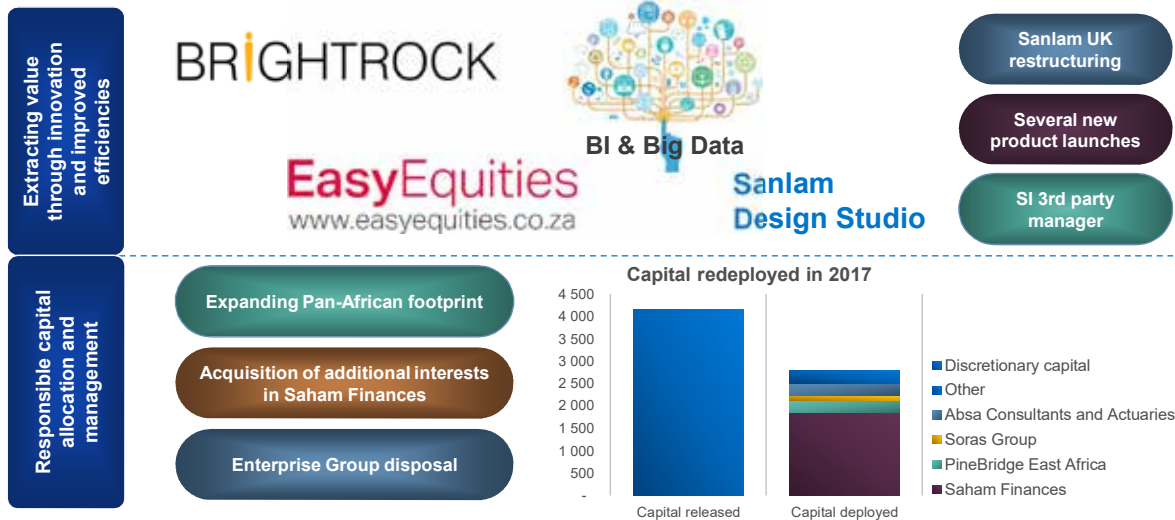 Extracting value
through innovation
and improved
efficiencies
BRiGHTROCK
BI & Big Data
EasyEquities
www.easyequities.co.za
Sanlam
Design Studio
Sanlam UK
restructuring
Several new
product launches
SI 3rd party
manager
Responsible capital
allocation and
management
Expanding Pan-African footprint
Acquisition of additional interests
in Saham Finances
Enterprise Group disposal
Capital redeployed in 2017
4 500
4 000
3 500
3 000
2 500
2 000
1 500
1 000
500
-
Capital released
Capital deployed
Discretionary capital
Other
Absa Consultants and Actuaries
Soras Group
PineBridge East Africa
Saham Finances